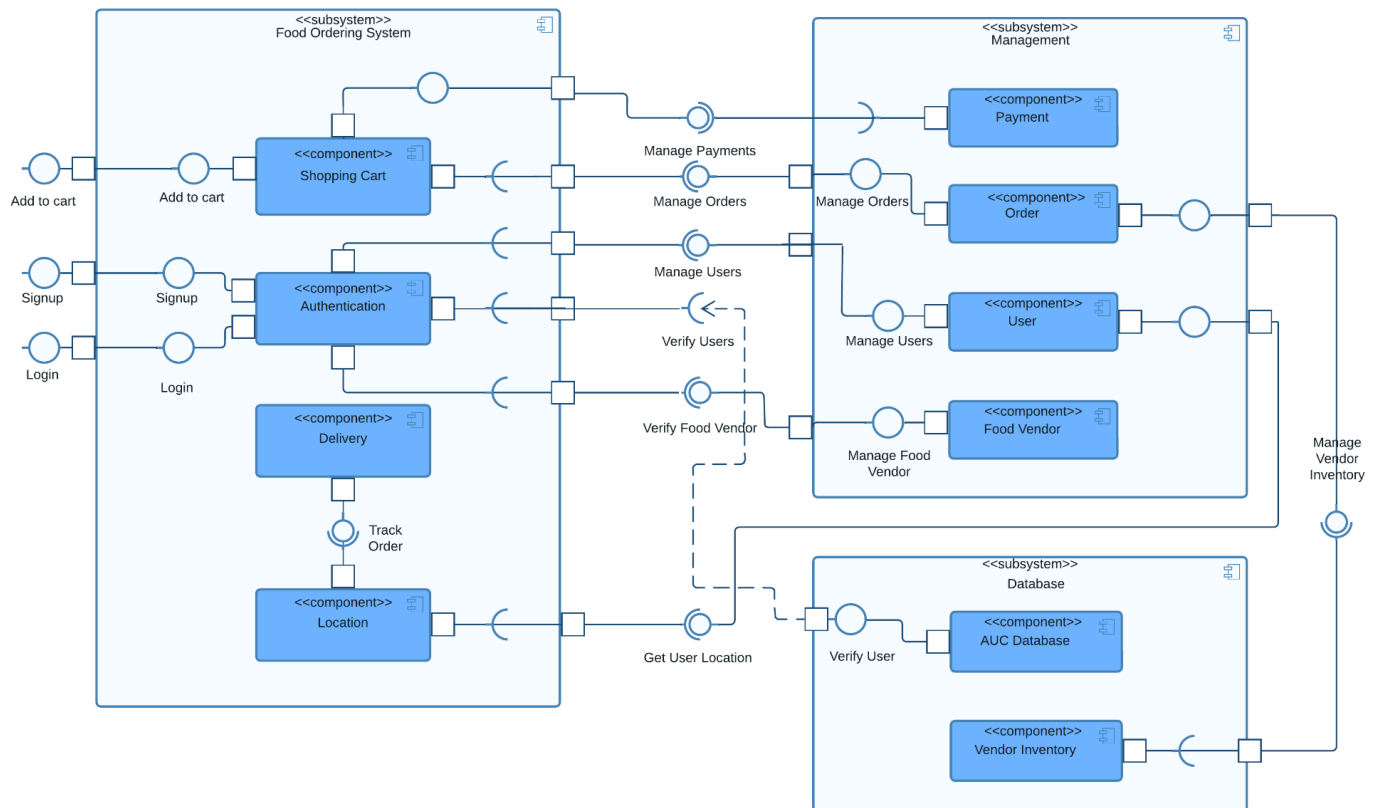 <<subsystem>>
Food Ordering System
<<component>>
Shopping Cart
Add to cart
Add to cart
<<component>>
Authentication
Signup
Signup
Login
Login
<<component>>
Delivery
Track
Order
<<component>>
Location
Manage Payments
Manage Orders
Manage Users
Verify Users
Verify Food Vendor
Get User Location
<<subsystem>>
Management
<<component>>
Payment
Manage Orders
<<component>>
Order
<<component>>
User
Manage Users
<<component>>
Food Vendor
Manage Food
Vendor
Manage
Vendor
Inventory
<<subsystem>>
Database
<<component>>
AUC Database
Verify User
<<component>>
Vendor Inventory